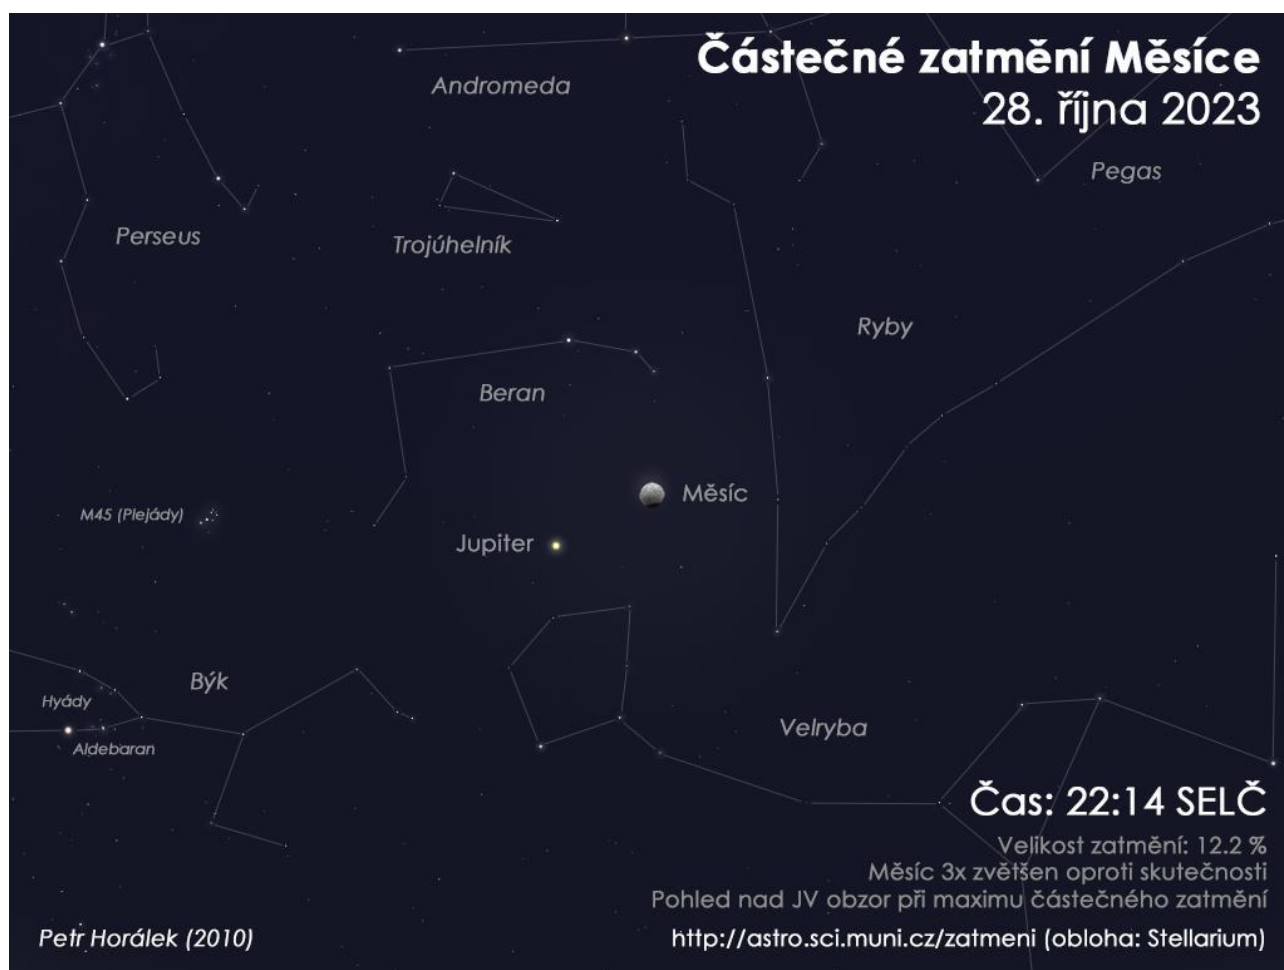 Částečné zatmění Měsíce
28. října 2023
Andromeda
Pegas
Perseus
Trojúhelník
Ryby
Beran
Měsíc
M45 (Plejády)
Jupiter
Býk
Hyády
Velryba
Aldebaran
Čas: 22:14 SELČ
Velikost zatmění: 12.2 %
Měsíc 3x zvětšen oproti skutečnosti
Pohled nad JV obzor při maximu částečného zatmění
Petr Horálek (2010)
http://astro.sci.muni.cz/zatmeni (obloha: Stellarium)